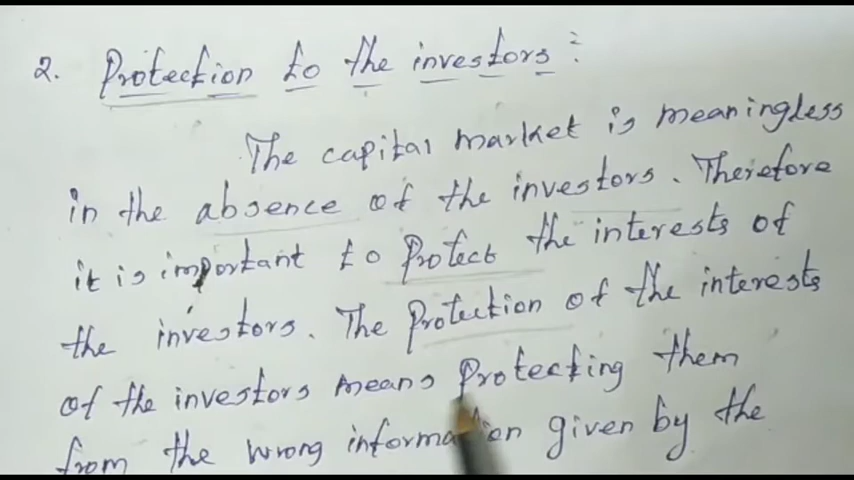 2. Protection to the investors :
The capital market is meaningless
in the absence of the investors. Therefore
it is important to protect the interests of
the investors. The protection of the interests
of the investors means protecting them
from the wrong information given by the